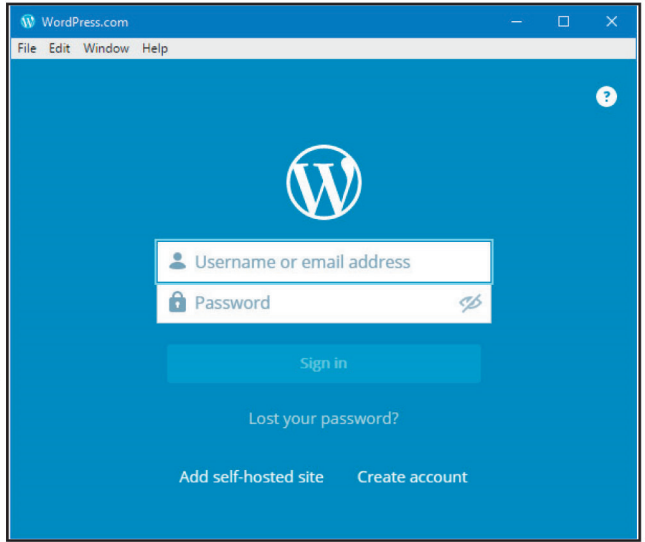 WordPress.com
File Edit Window Help
?
Username or email address
Password
Sign in
Lost your password?
Add self-hosted site Create account